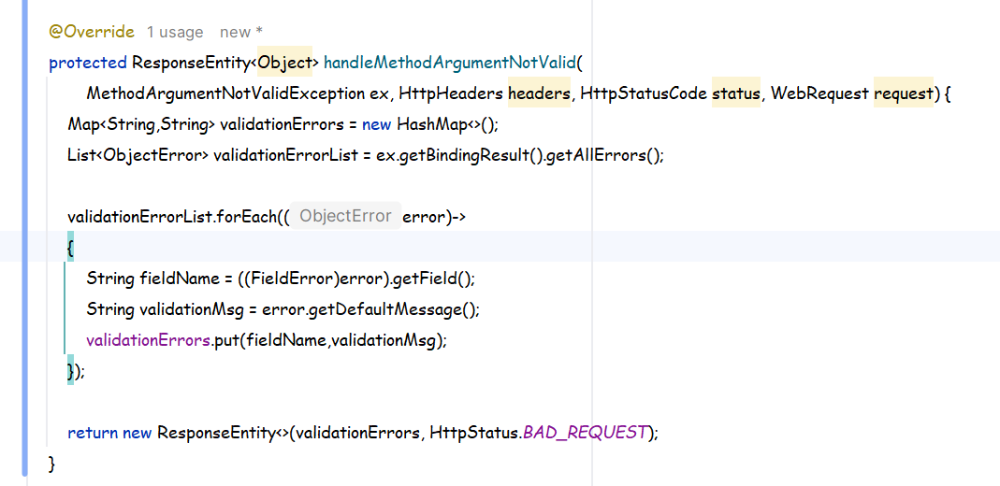 @Override 1 usage new *
protected ResponseEntity<Object> handleMethodArgumentNotValid(
MethodArgumentNotValidException ex, HttpHeaders headers, HttpStatusCode status, WebRequest request) {
Map<String,String> validationErrors = new HashMap<>();
List<ObjectError> validationErrorList = ex.getBindingResult().getAllErrors();
validationErrorList.forEach(( ObjectError error)->
{
String fieldName = ((FieldError)error).getField();
String validationMsg = error.getDefaultMessage();
validationErrors.put(fieldName,validationMsg);
});
return new ResponseEntity<>(validationErrors, HttpStatus.BAD_REQUEST);
}